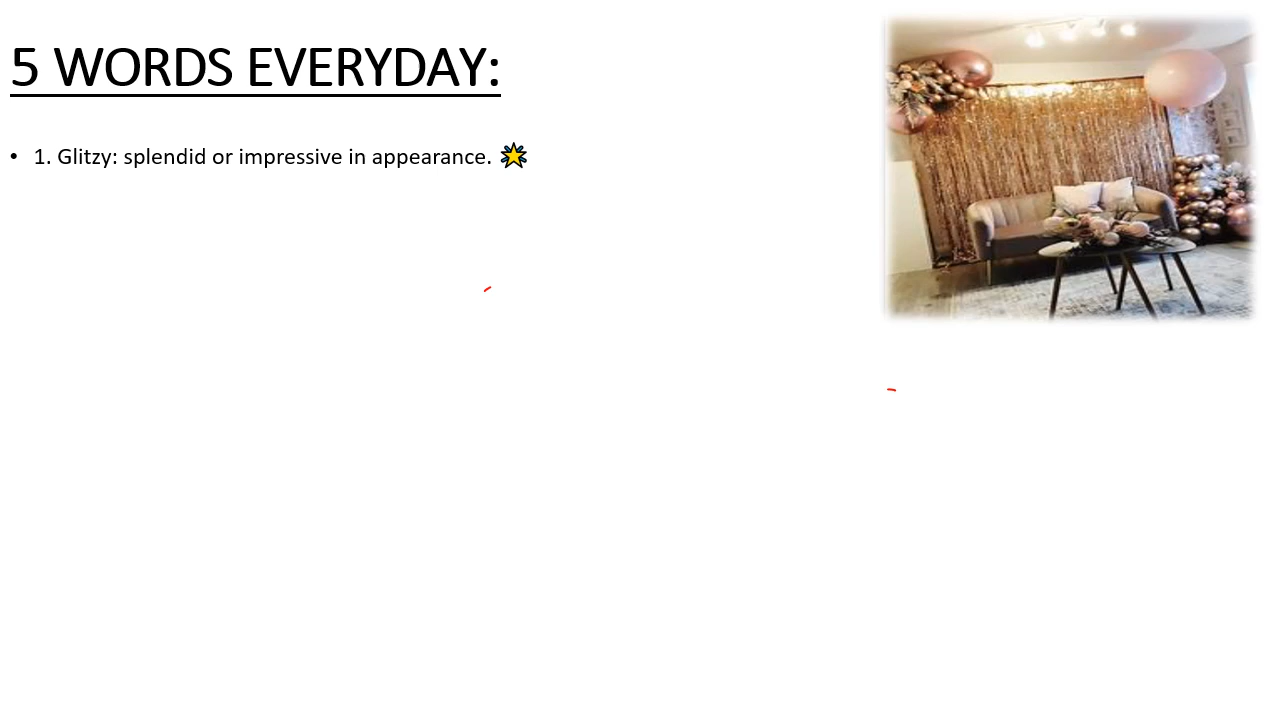 5 WORDS EVERYDAY:
• 1. Glitzy: splendid or impressive in appearance.